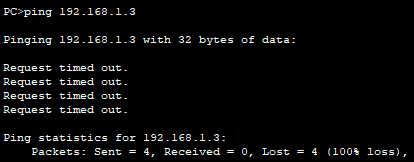 PC>ping 192.168.1.3
Pinging 192.168.1.3 with 32 bytes of data:
Request timed out.
Request timed out.
Request timed out.
Request timed out.
Ping statistics for 192.168.1.3:
Packets: Sent = 4, Received = 0, Lost = 4 (100% loss),